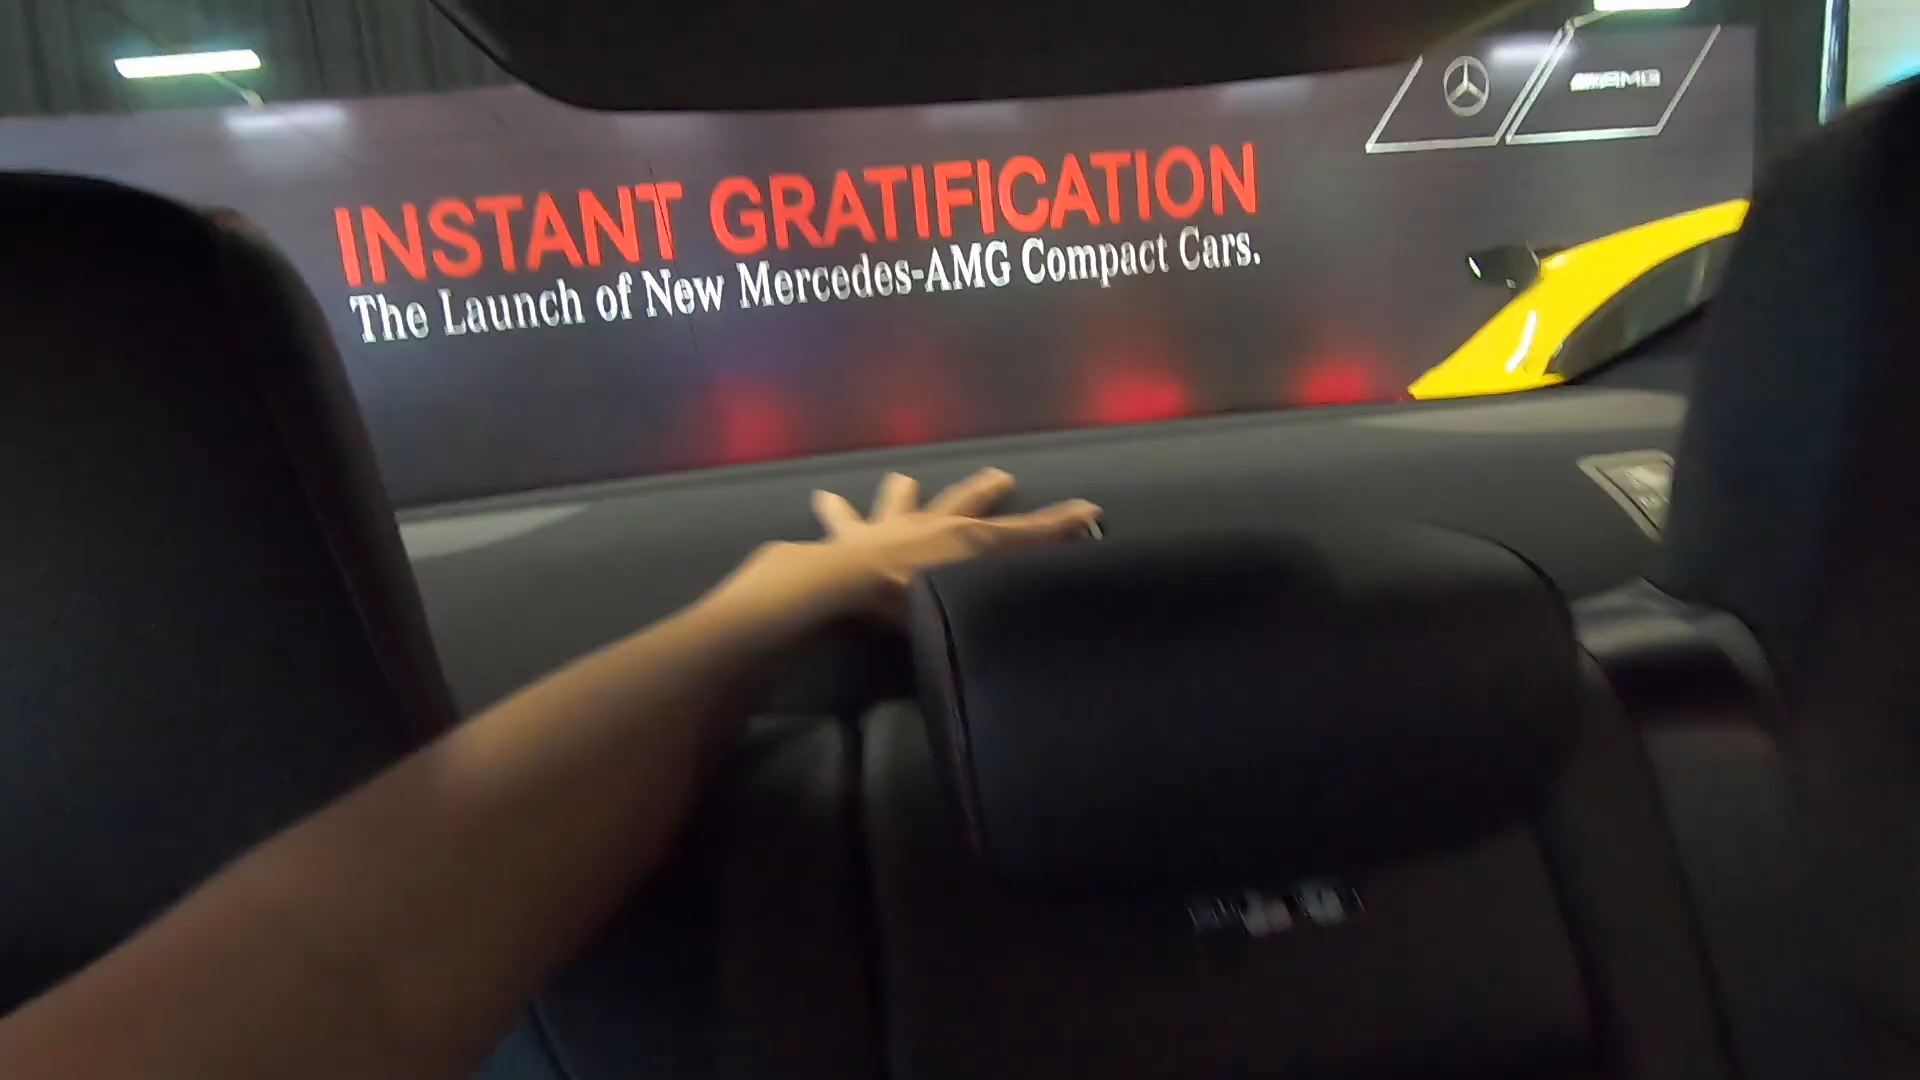 INSTANT GRATIFICATION
The Launch of New Mercedes-AMG Compact Cars.
AMG